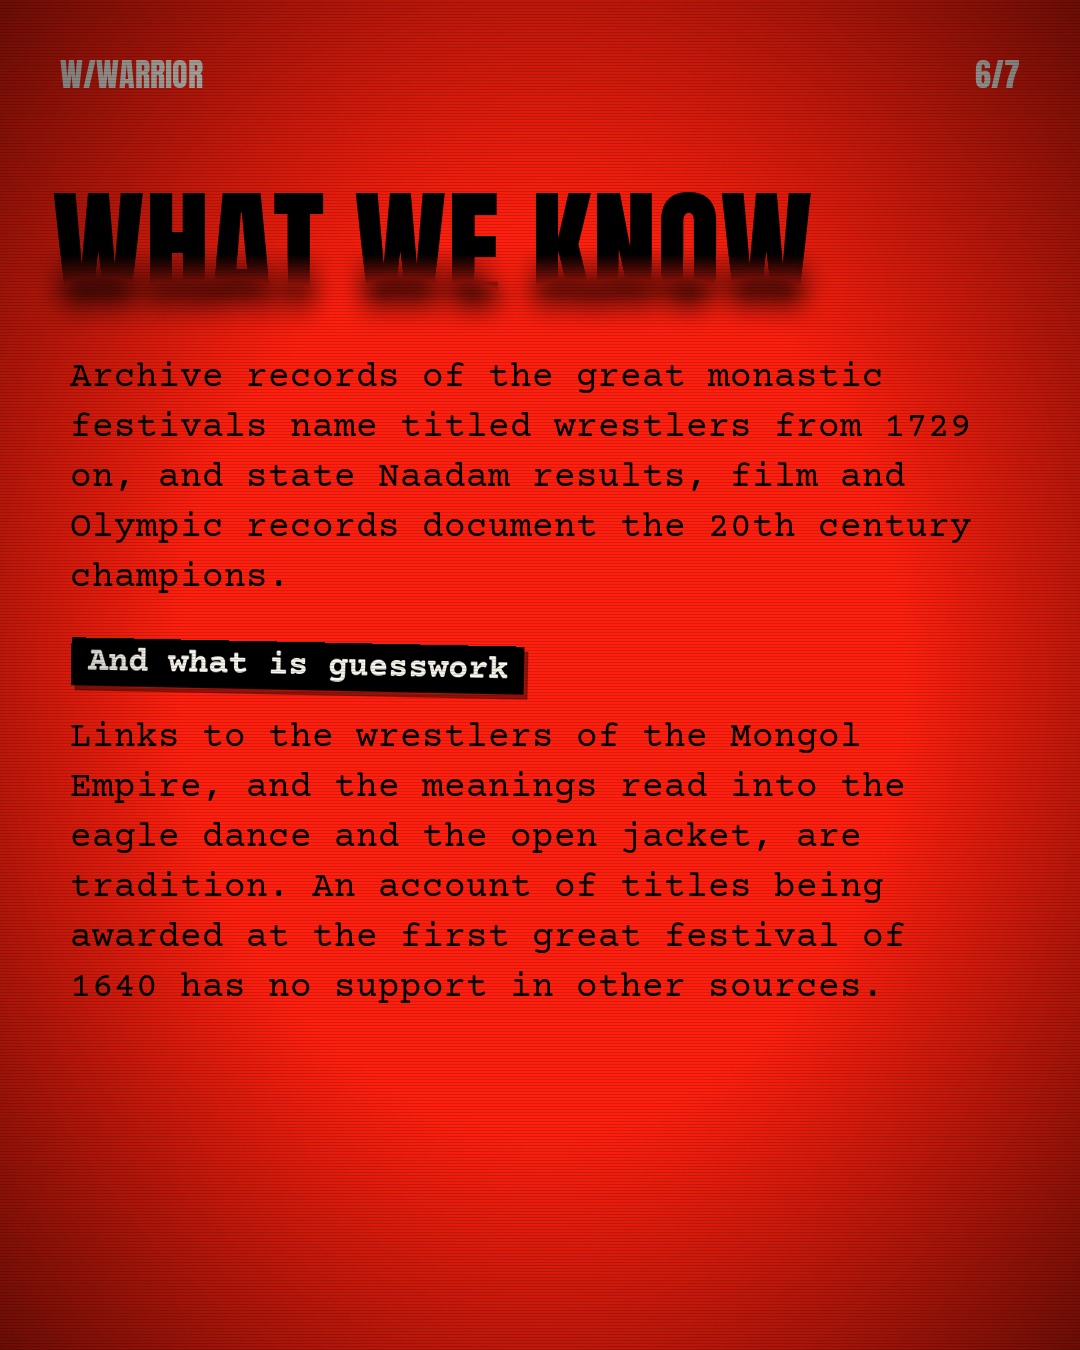 W/WARRIOR
6/7
WHAT WE KNOW
Archive records of the great monastic
festivals name titled wrestlers from 1729
on, and state Naadam results, film and
Olympic records document the 20th century
champions.
And what is guesswork
Links to the wrestlers of the Mongol
Empire, and the meanings read into the
eagle dance and the open jacket, are
tradition. An account of titles being
awarded at the first great festival of
1640 has no support in other sources.